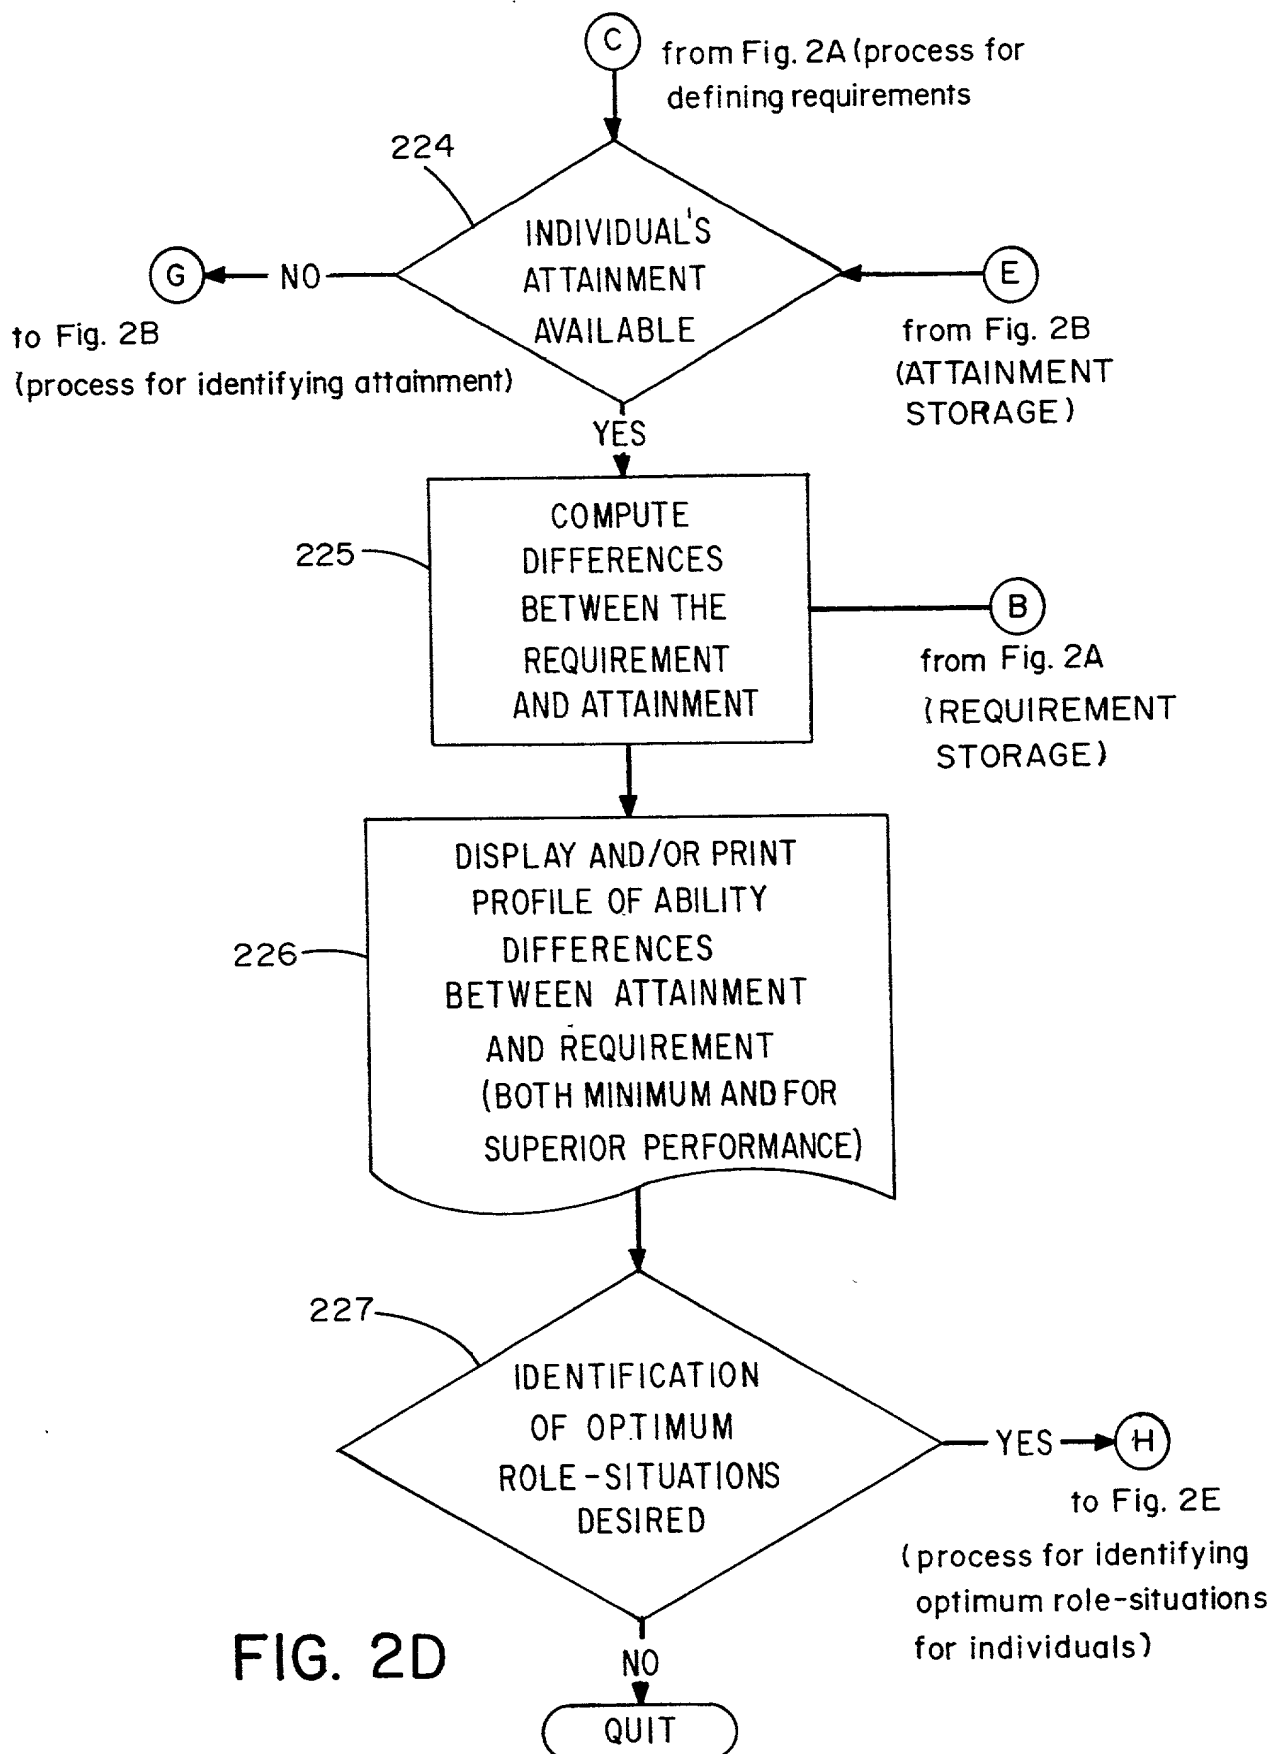 C
from Fig. 2A (process for
defining requirements
224
INDIVIDUAL'S
ATTAINMENT
AVAILABLE
G
NO
E
to Fig. 2B
(process for identifying attainment)
from Fig. 2B
(ATTAINMENT
STORAGE)
YES
225
COMPUTE
DIFFERENCES
BETWEEN THE
REQUIREMENT
AND ATTAINMENT
B
from Fig. 2A
(REQUIREMENT
STORAGE)
226
DISPLAY AND/OR PRINT
PROFILE OF ABILITY
DIFFERENCES
BETWEEN ATTAINMENT
AND REQUIREMENT
(BOTH MINIMUM AND FOR
SUPERIOR PERFORMANCE)
227
IDENTIFICATION
OF OPTIMUM
ROLE-SITUATIONS
DESIRED
YES
H
to Fig. 2E
(process for identifying
optimum role-situations
for individuals)
NO
QUIT
FIG. 2D